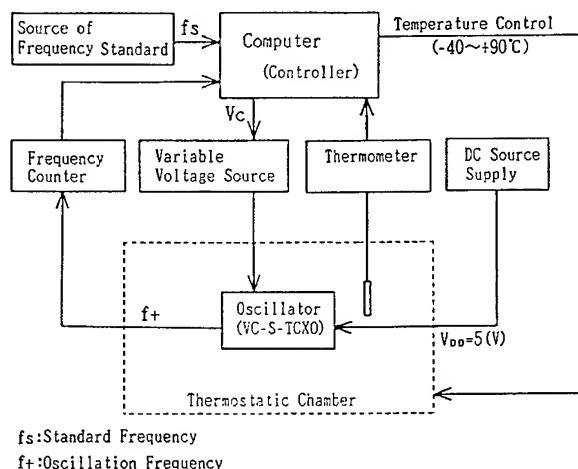 Source of
Frequency Standard
fs
Computer
(Controller)
Temperature Control
(-40~+90℃)
Vc
Frequency
Counter
Variable
Voltage Source
Thermometer
DC Source
Supply
f+
Oscillator
(VC-S-TCXO)
VDD=5(V)
Thermostatic Chamber
fs:Standard Frequency
f+:Oscillation Frequency